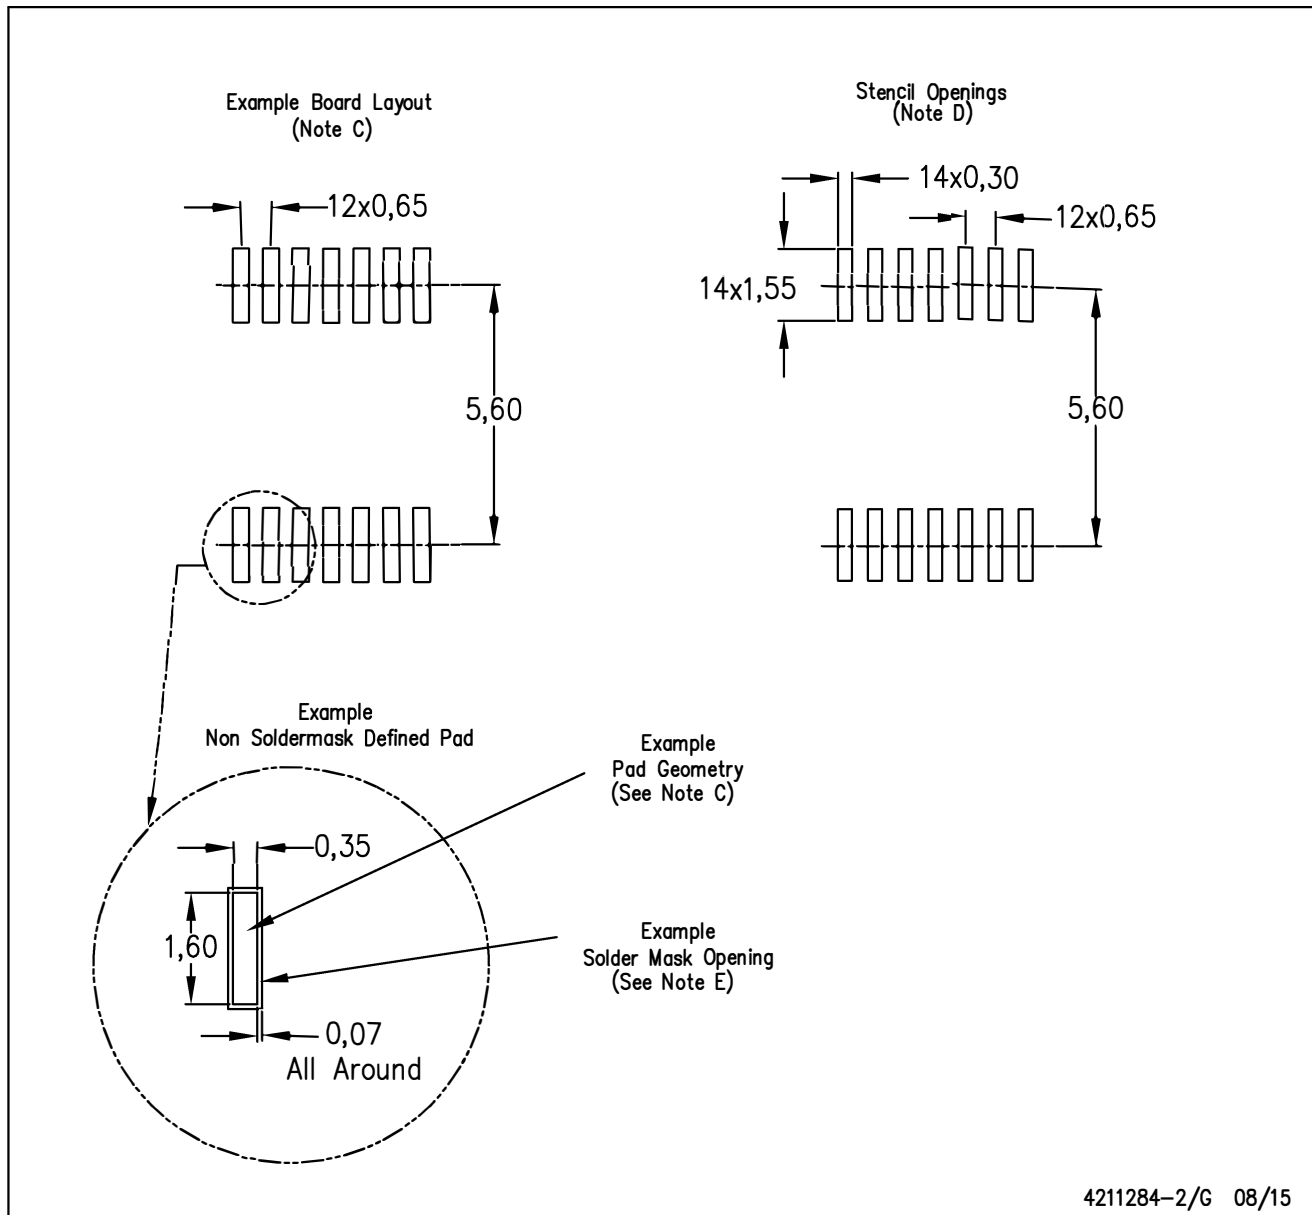 Example Board Layout
(Note C)
Stencil Openings
(Note D)
12x0,65
14x0,30
12x0,65
14x1,55
5,60
5,60
Example
Non Soldermask Defined Pad
Example
Pad Geometry
(See Note C)
0,35
1,60
Example
Solder Mask Opening
(See Note E)
0,07
All Around
4211284-2/G 08/15